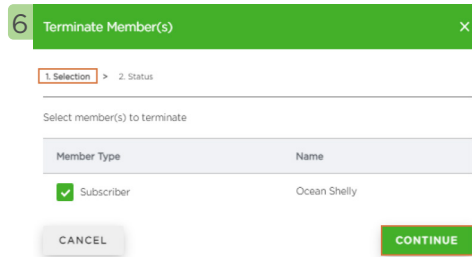 6
Terminate Member(s) ×
1. Selection > 2. Status
Select member(s) to terminate
Member Type Name
Subscriber Ocean Shelly
CANCEL CONTINUE